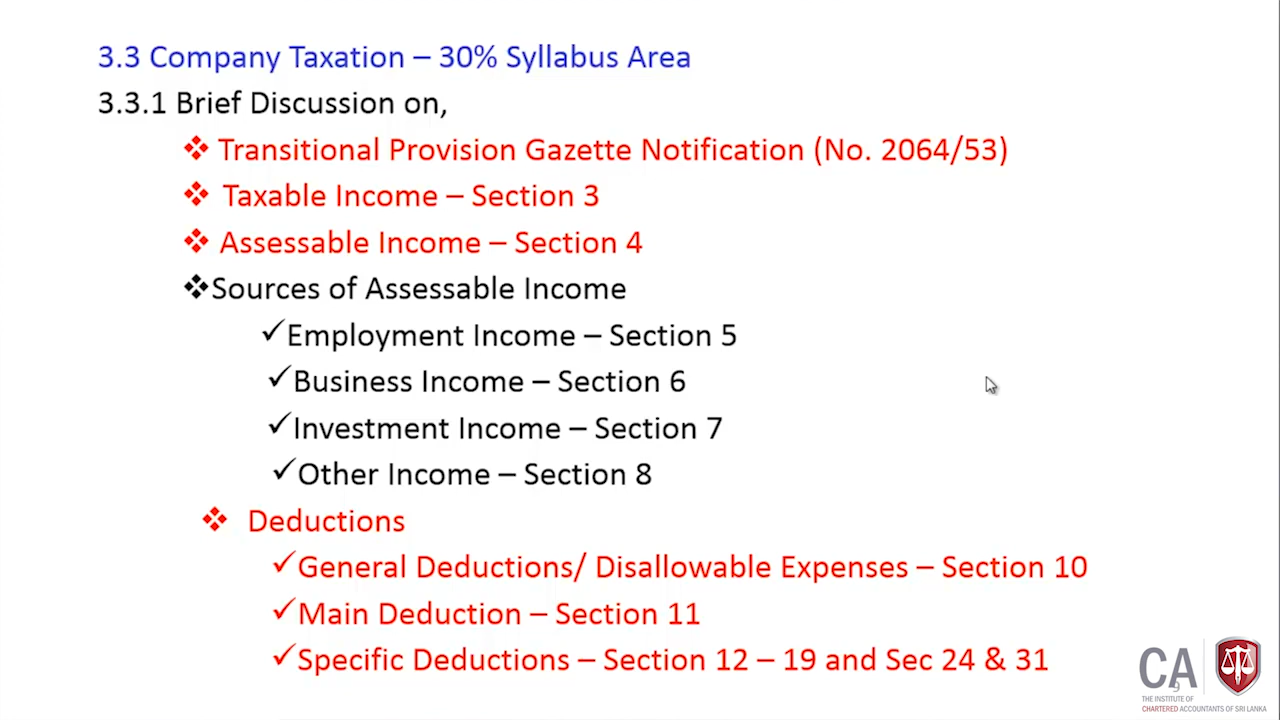 3.3 Company Taxation – 30% Syllabus Area
3.3.1 Brief Discussion on,
❖ Transitional Provision Gazette Notification (No. 2064/53)
❖ Taxable Income – Section 3
❖ Assessable Income – Section 4
❖Sources of Assessable Income
✓Employment Income – Section 5
✓Business Income – Section 6
✓Investment Income – Section 7
✓Other Income – Section 8
❖ Deductions
✓General Deductions/ Disallowable Expenses – Section 10
✓Main Deduction – Section 11
✓Specific Deductions – Section 12 – 19 and Sec 24 & 31
CA
THE INSTITUTE OF
CHARTERED ACCOUNTANTS OF SRI LANKA